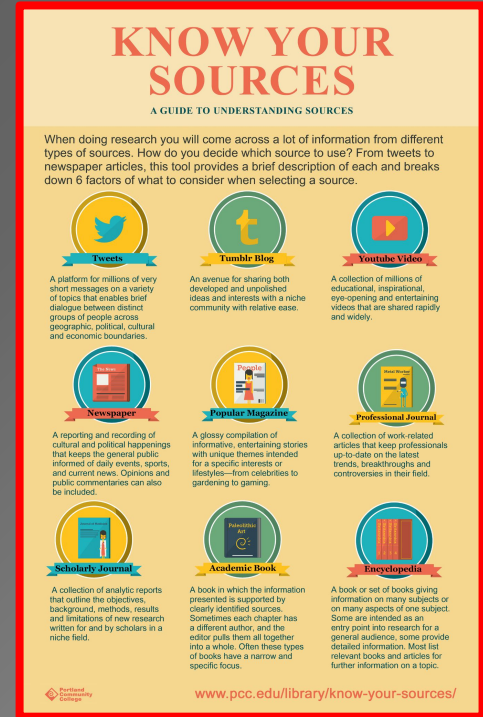 KNOW YOUR
SOURCES
A GUIDE TO UNDERSTANDING SOURCES
When doing research you will come across a lot of information from different
types of sources. How do you decide which source to use? From tweets to
newspaper articles, this tool provides a brief description of each and breaks
down 6 factors of what to consider when selecting a source.
Tweets
A platform for millions of very
short messages on a variety
of topics that enables brief
dialogue between distinct
groups of people across
geographic, political, cultural
and economic boundaries.
t
Tumblr Blog
An avenue for sharing both
developed and unpolished
ideas and interests with a niche
community with relative ease.
Youtube Video
A collection of millions of
educational, inspirational,
eye-opening and entertaining
videos that are shared rapidly
and widely.
The News
Newspaper
A reporting and recording of
cultural and political happenings
that keeps the general public
informed of daily events, sports,
and current news. Opinions and
public commentaries can also
be included.
People
Popular Magazine
A glossy compilation of
informative, entertaining stories
with unique themes intended
for a specific interests or
lifestyles—from celebrities to
gardening to gaming.
Metal Worker
Professional Journal
A collection of work-related
articles that keep professionals
up-to-date on the latest
trends, breakthroughs and
controversies in their field.
Scholarly Journal
A collection of analytic reports
that outline the objectives,
background, methods, results
and limitations of new research
written for and by scholars in a
niche field.
Paleolithic
Art
Academic Book
A book in which the information
presented is supported by
clearly identified sources.
Sometimes each chapter has
a different author, and the
editor pulls them all together
into a whole. Often these types
of books have a narrow and
specific focus.
Encyclopedia
A book or set of books giving
information on many subjects or
on many aspects of one subject.
Some are intended as an
entry point into research for a
general audience, some provide
detailed information. Most list
relevant books and articles for
further information on a topic.
Portland
Community
College
www.pcc.edu/library/know-your-sources/